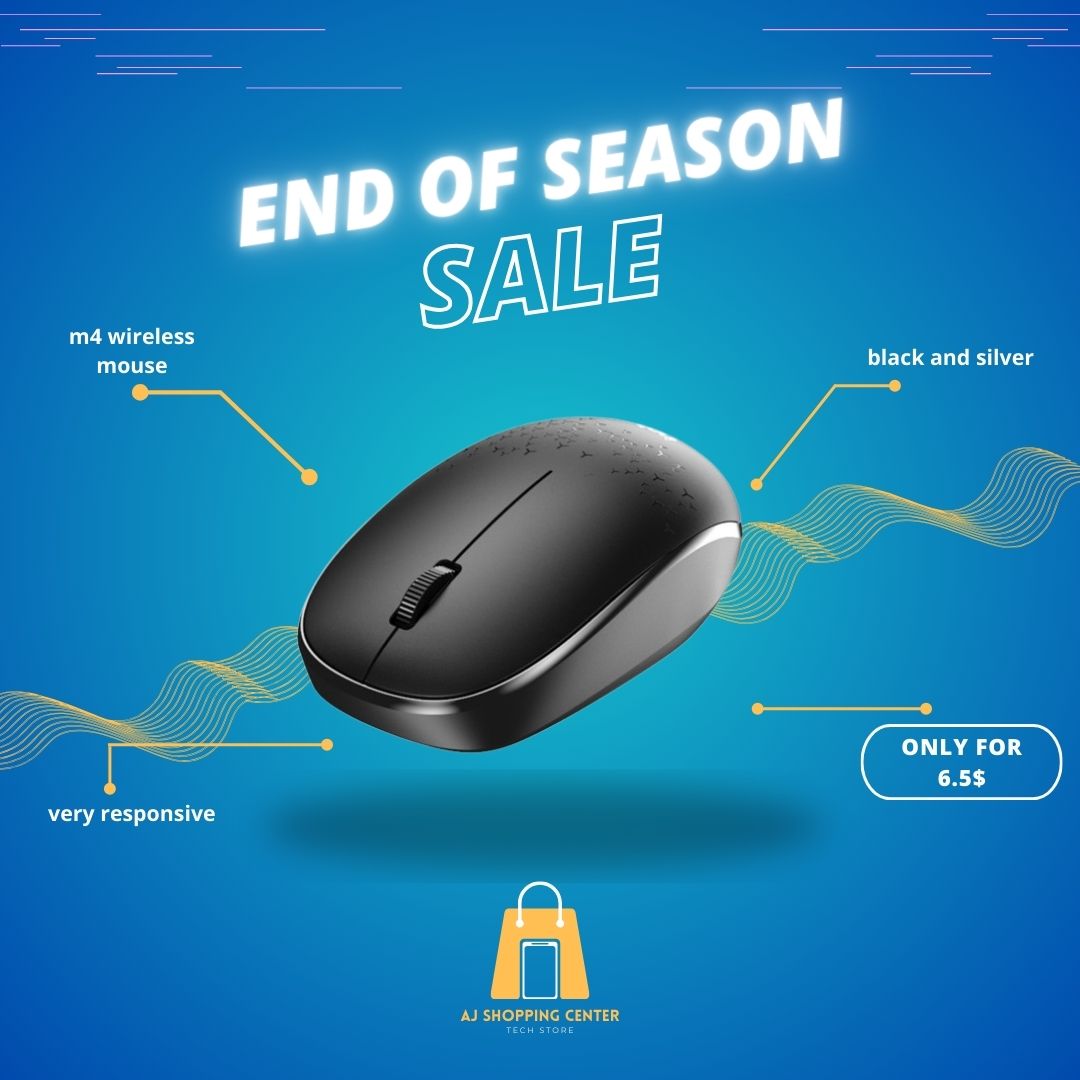 END OF SEASON
SALE
m4 wireless
mouse
black and silver
ONLY FOR
6.5$
very responsive
AJ SHOPPING CENTER
TECH STORE